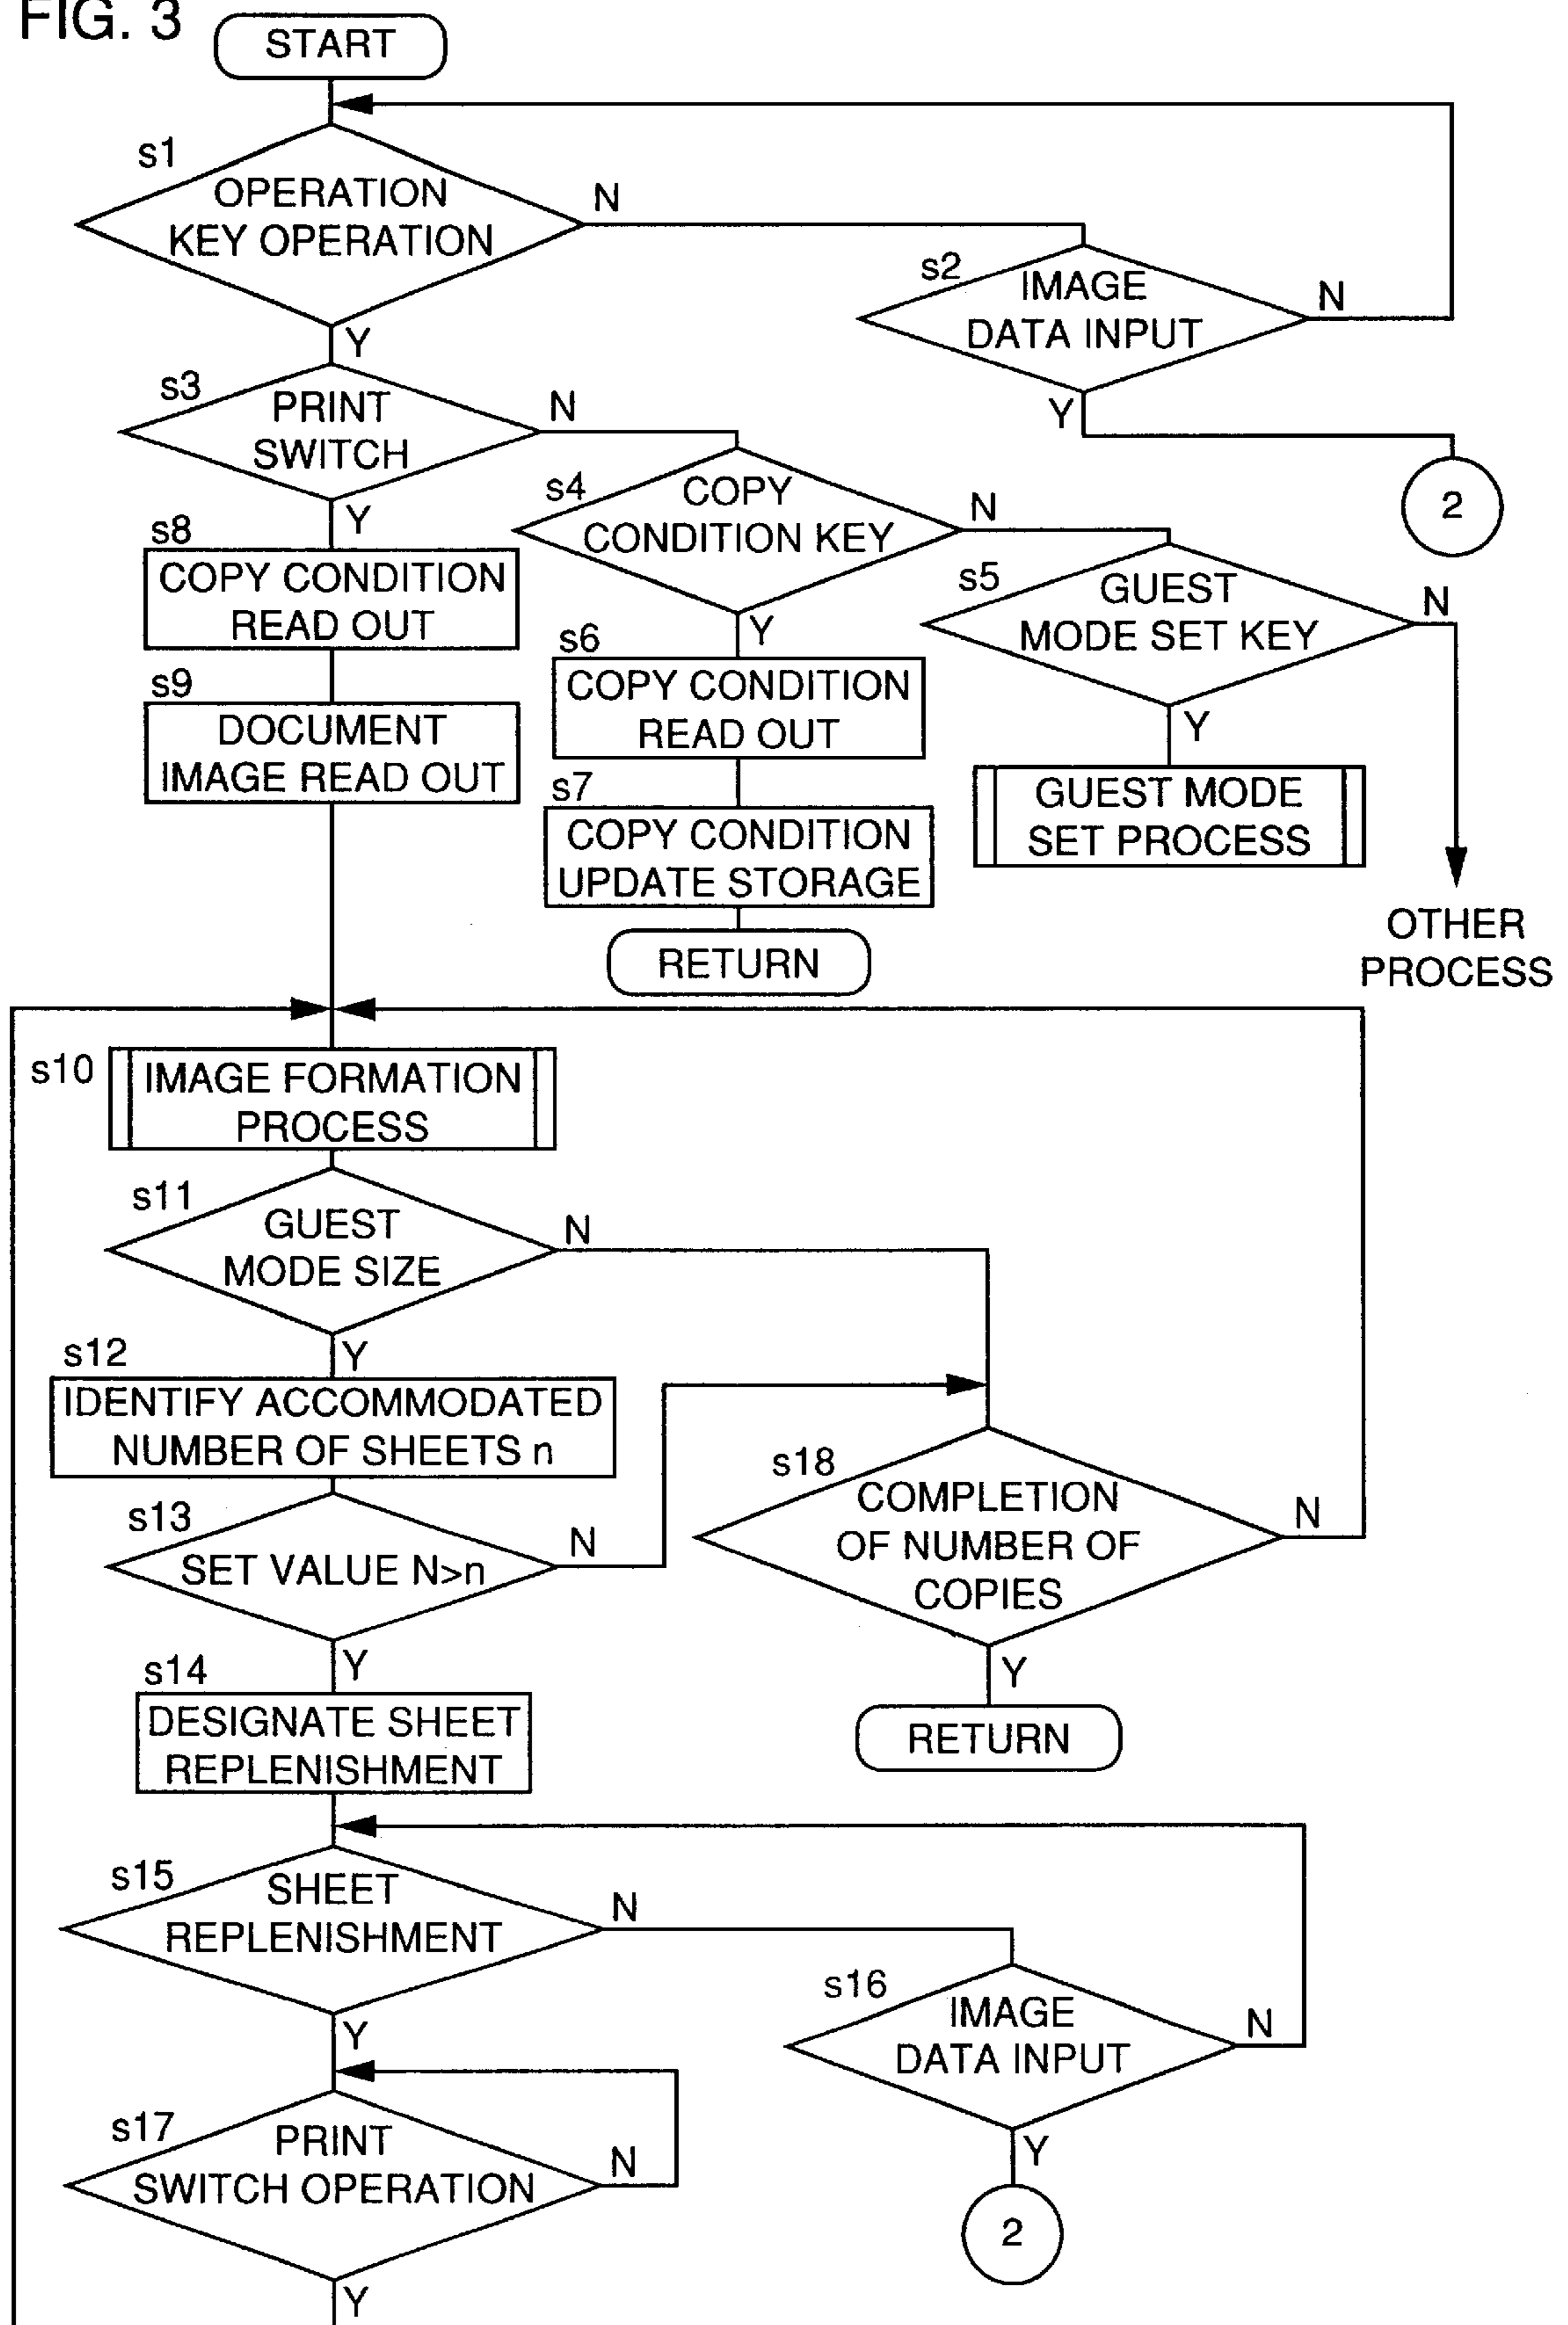 FIG. 3
START
s1
OPERATION
KEY OPERATION
N
s2
IMAGE
DATA INPUT
N
Y
Y
2
s3
PRINT
SWITCH
N
s4
COPY
CONDITION KEY
N
s5
GUEST
MODE SET KEY
N
Y
s8
COPY CONDITION
READ OUT
Y
s6
COPY CONDITION
READ OUT
Y
s9
DOCUMENT
IMAGE READ OUT
s7
COPY CONDITION
UPDATE STORAGE
GUEST MODE
SET PROCESS
RETURN
OTHER
PROCESS
s10
IMAGE FORMATION
PROCESS
s11
GUEST
MODE SIZE
N
Y
s12
IDENTIFY ACCOMMODATED
NUMBER OF SHEETS n
s13
SET VALUE N>n
N
s18
COMPLETION
OF NUMBER OF
COPIES
N
Y
Y
s14
DESIGNATE SHEET
REPLENISHMENT
RETURN
s15
SHEET
REPLENISHMENT
N
s16
IMAGE
DATA INPUT
N
Y
Y
s17
PRINT
SWITCH OPERATION
N
2
Y